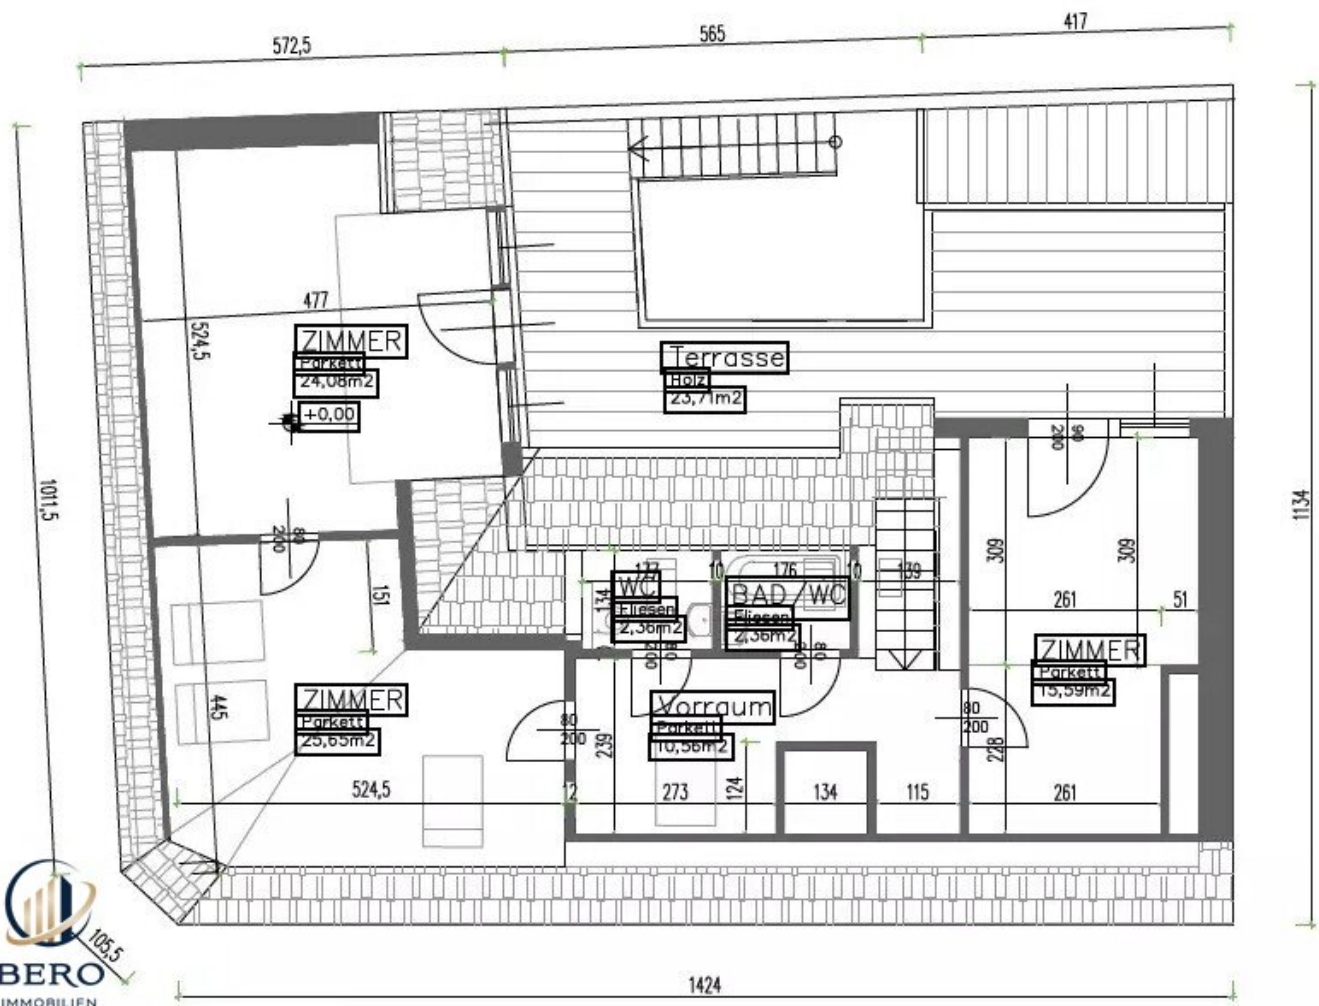 417
565
572,5
477
524,5
ZIMMER
Parkett
24,08m2
+0,00
Terrasse
Holz
23,71m2
90
200
1011,5
1134
80
200
309
309
177
10
176
10
139
151
134
WC
Fliesen
2,36m2
BAD/WC
Fliesen
2,36m2
261
51
80
200
80
200
ZIMMER
Parkett
15,59m2
ZIMMER
Parkett
25,65m2
445
Vorraum
Parkett
10,56m2
80
200
80
200
239
228
524,5
12
273
124
134
115
261
105,5
BERO
IMMOBILIEN
1424